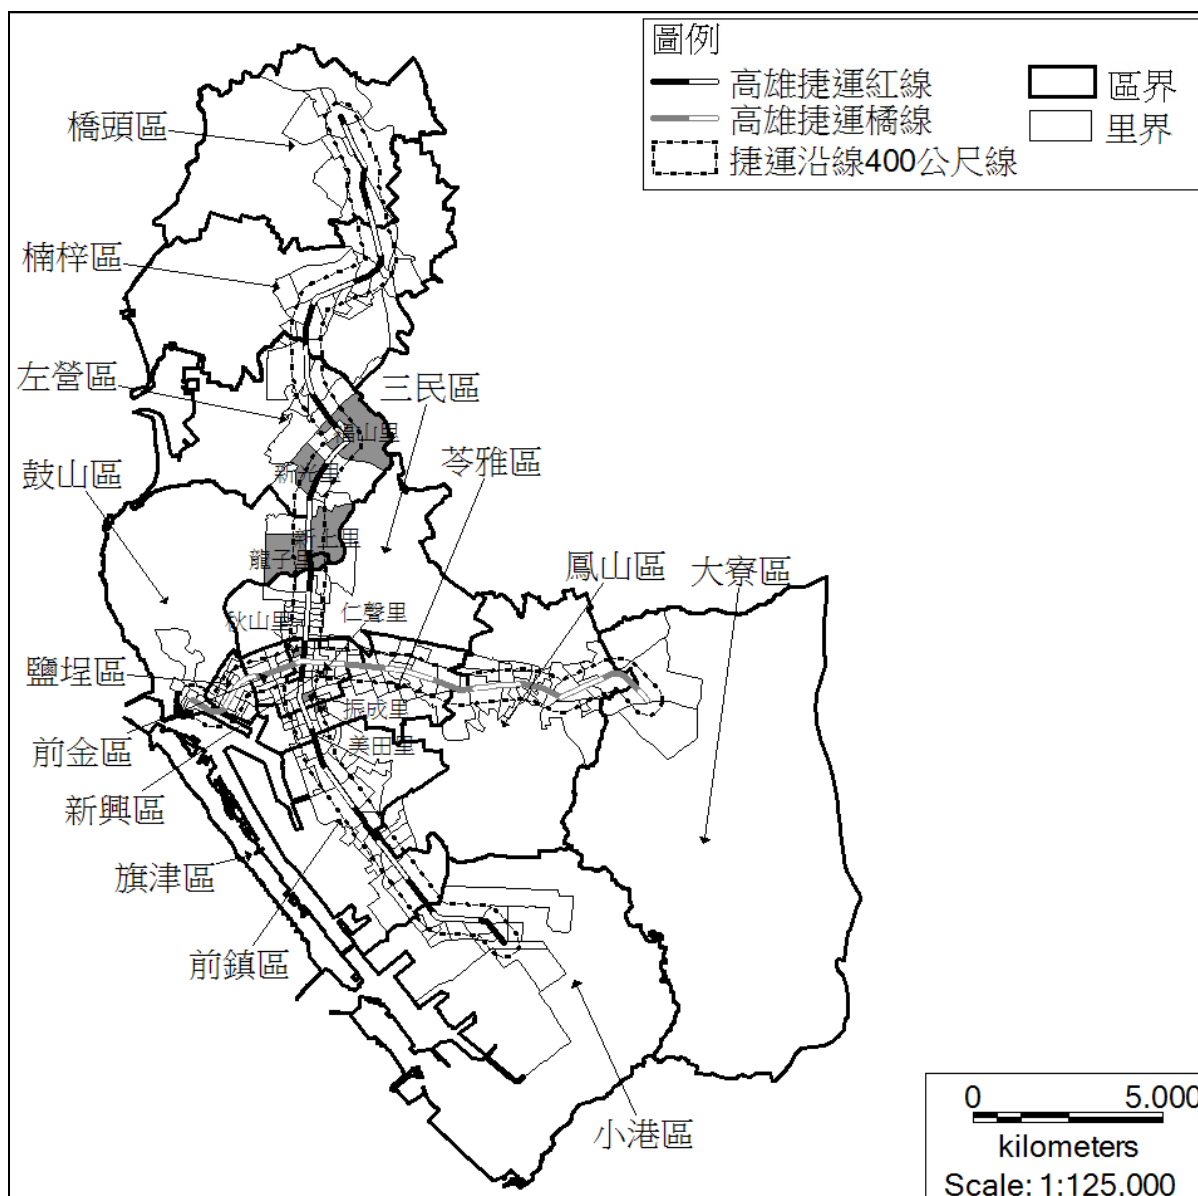 圖例
高雄捷運紅線
高雄捷運橘線
捷運沿線400公尺線
區界
里界
橋頭區
楠梓區
左營區
三民區
福山里
苓雅區
鼓山區
新光里
新上里
龍子里
鳳山區
大寮區
秋山里
仁聲里
鹽埕區
振成里
前金區
美田里
新興區
旗津區
前鎮區
小港區
0 5.000
kilometers
Scale: 1:125.000